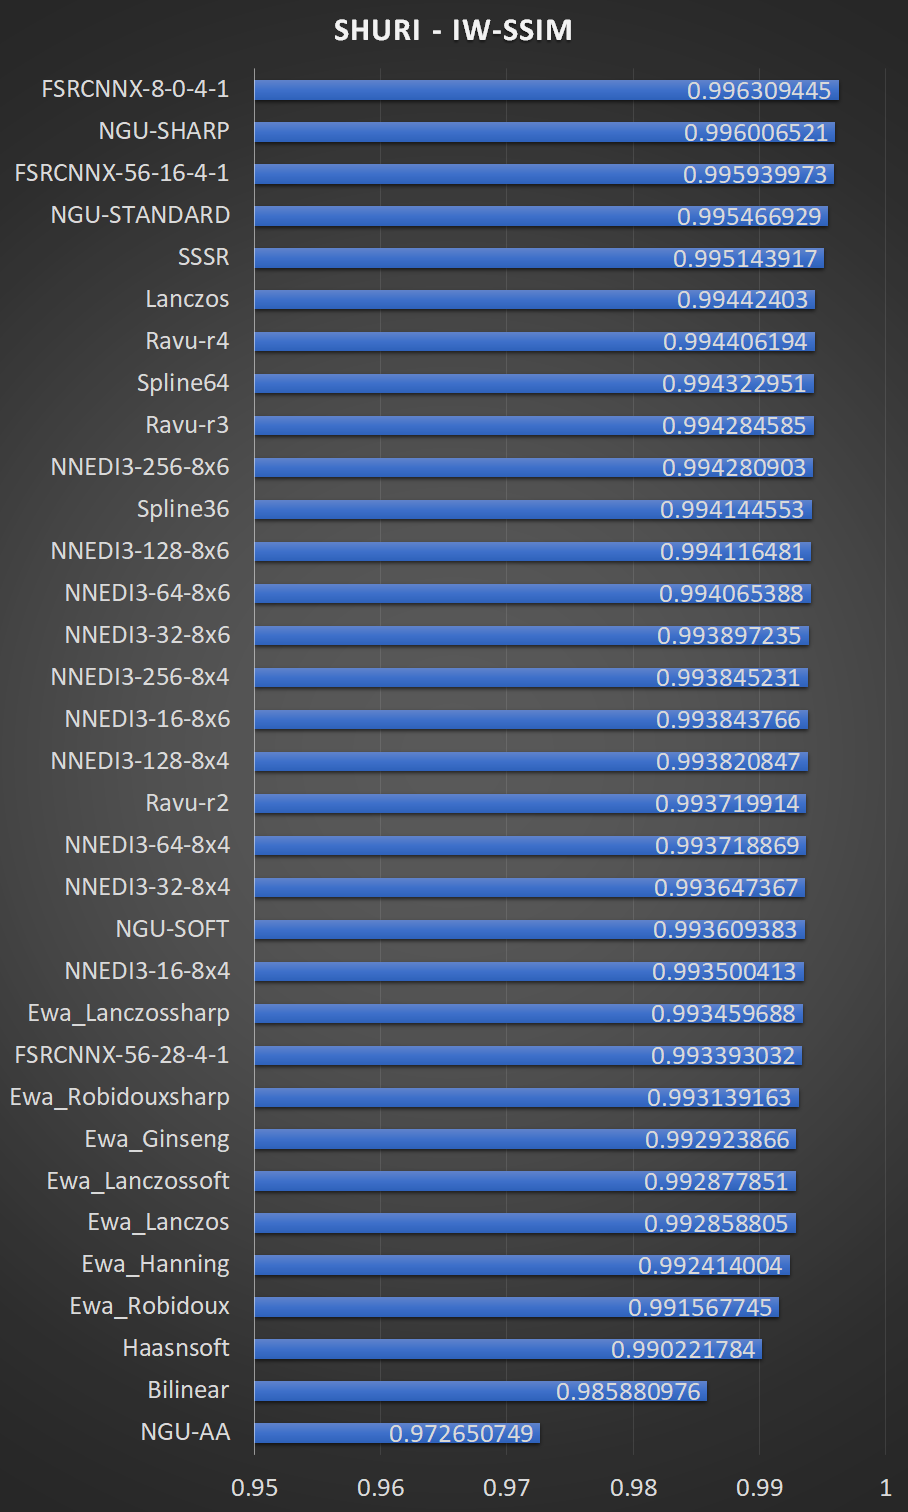 SHURI - IW-SSIM
FSRCNNX-8-0-4-1 0.996309445
NGU-SHARP 0.996006521
FSRCNNX-56-16-4-1 0.995939973
NGU-STANDARD 0.995466929
SSSR 0.995143917
Lanczos 0.99442403
Ravu-r4 0.994406194
Spline64 0.994322951
Ravu-r3 0.994284585
NNEDI3-256-8x6 0.994280903
Spline36 0.994144553
NNEDI3-128-8x6 0.994116481
NNEDI3-64-8x6 0.994065388
NNEDI3-32-8x6 0.993897235
NNEDI3-256-8x4 0.993845231
NNEDI3-16-8x6 0.993843766
NNEDI3-128-8x4 0.993820847
Ravu-r2 0.993719914
NNEDI3-64-8x4 0.993718869
NNEDI3-32-8x4 0.993647367
NGU-SOFT 0.993609383
NNEDI3-16-8x4 0.993500413
Ewa_Lanczossharp 0.993459688
FSRCNNX-56-28-4-1 0.993393032
Ewa_Robidouxsharp 0.993139163
Ewa_Ginseng 0.992923866
Ewa_Lanczossoft 0.992877851
Ewa_Lanczos 0.992858805
Ewa_Hanning 0.992414004
Ewa_Robidoux 0.991567745
Haasnsoft 0.990221784
Bilinear 0.985880976
NGU-AA 0.972650749
0.95 0.96 0.97 0.98 0.99 1